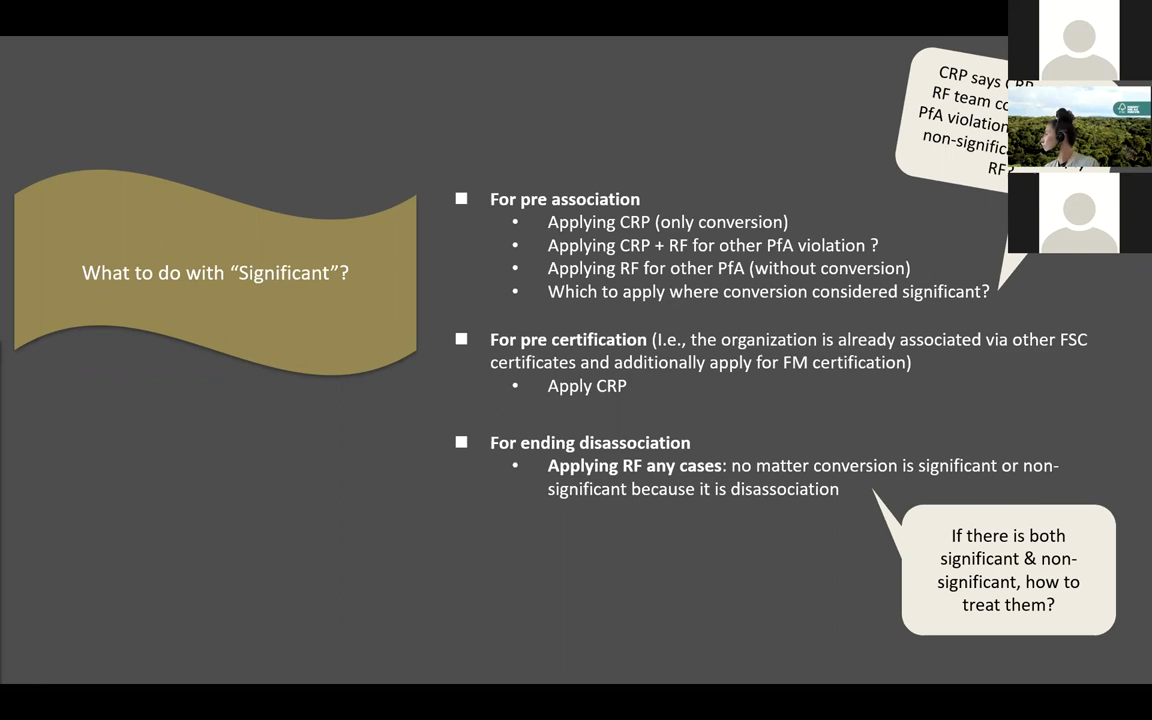 CRP says
RF team
PfA violation
RF?
What to do with “Significant”?
■ For pre association
• Applying CRP (only conversion)
• Applying CRP + RF for other PfA violation ?
• Applying RF for other PfA (without conversion)
• Which to apply where conversion considered significant?
■ For pre certification (I.e., the organization is already associated via other FSC
certificates and additionally apply for FM certification)
• Apply CRP
■ For ending disassociation
• Applying RF any cases: no matter conversion is significant or non-
significant because it is disassociation
If there is both
significant & non-
significant, how to
treat them?